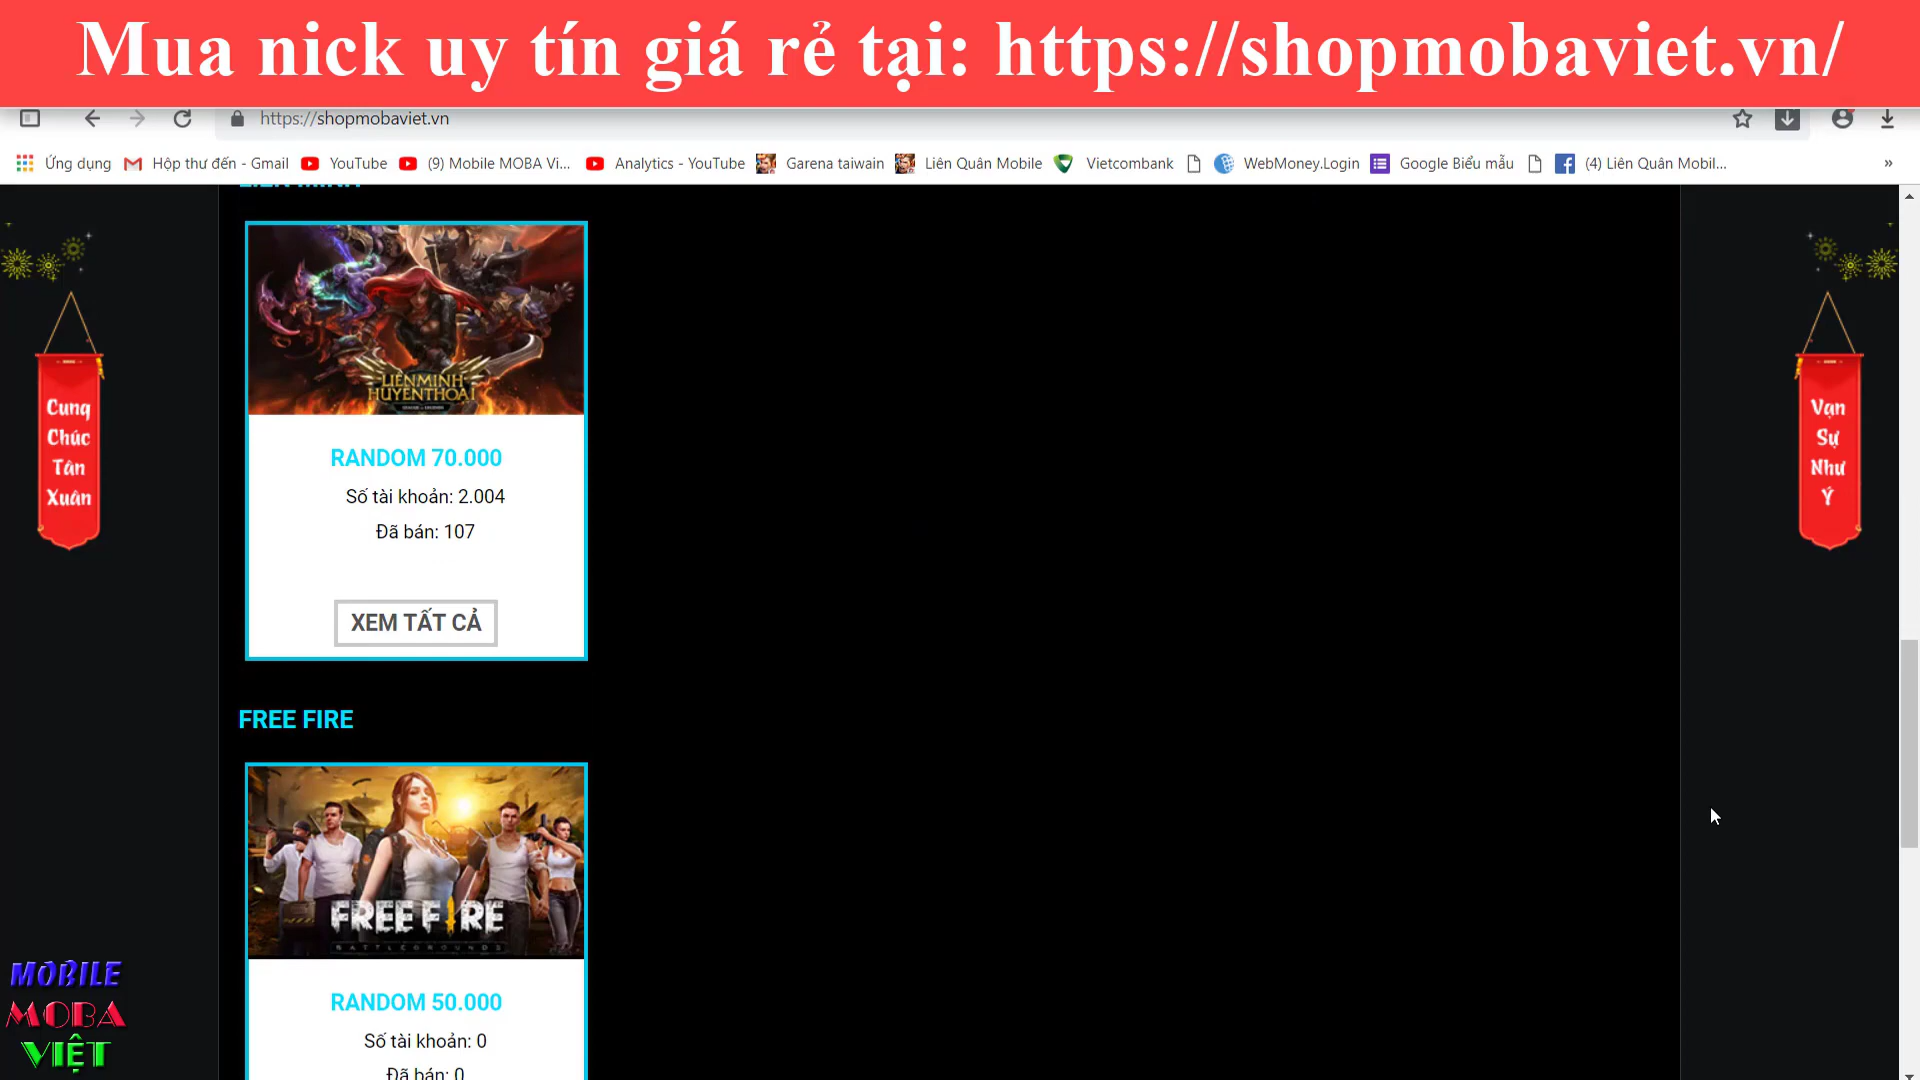 Mua nick uy tín giá rẻ tại: https://shopmobaviet.vn/
https://shopmobaviet.vn
Ứng dụng
Hộp thư đến - Gmail
YouTube
(9) Mobile MOBA Vi...
Analytics - YouTube
Garena taiwain
Liên Quân Mobile
Vietcombank
WebMoney.Login
Google Biểu mẫu
(4) Liên Quân Mobil...
»
LIÊN MINH
Cung
Chúc
Tân
Xuân
Vạn
Sự
Như
Ý
LIÊN MINH
HUYỀN THOẠI
RANDOM 70.000
Số tài khoản: 2.004
Đã bán: 107
XEM TẤT CẢ
FREE FIRE
FREE FIRE
BATTLEGROUNDS
RANDOM 50.000
Số tài khoản: 0
Đã bán: 0
MOBILE
MOBA
VIỆT